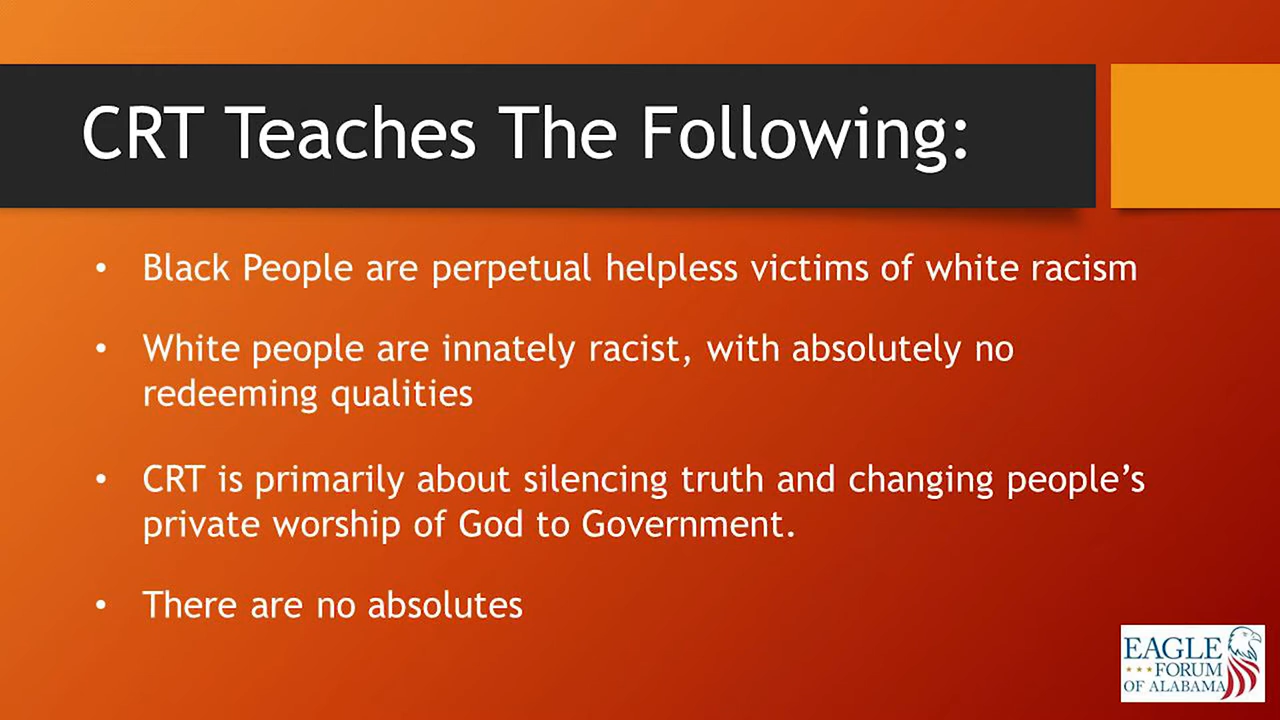 CRT Teaches The Following:
• Black People are perpetual helpless victims of white racism
• White people are innately racist, with absolutely no
redeeming qualities
• CRT is primarily about silencing truth and changing people’s
private worship of God to Government.
• There are no absolutes
EAGLE
FORUM
OF ALABAMA